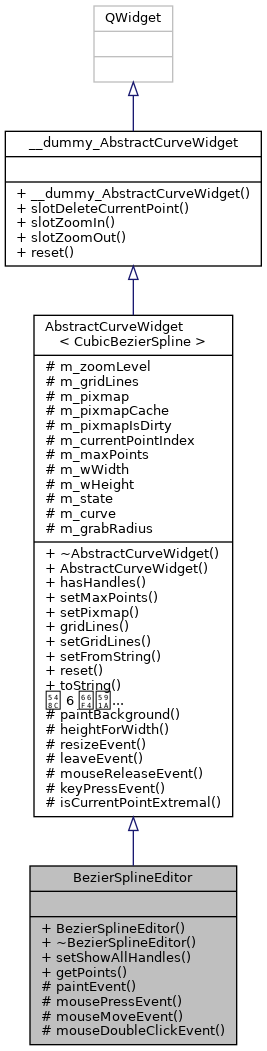 QWidget
__dummy_AbstractCurveWidget
+ __dummy_AbstractCurveWidget()
+ slotDeleteCurrentPoint()
+ slotZoomIn()
+ slotZoomOut()
+ reset()
AbstractCurveWidget
< CubicBezierSpline >
# m_zoomLevel
# m_gridLines
# m_pixmap
# m_pixmapCache
# m_pixmapIsDirty
# m_currentPointIndex
# m_maxPoints
# m_wWidth
# m_wHeight
# m_state
# m_curve
# m_grabRadius
+ ~AbstractCurveWidget()
+ AbstractCurveWidget()
+ hasHandles()
+ setMaxPoints()
+ setPixmap()
+ gridLines()
+ setGridLines()
+ setFromString()
+ reset()
+ toString()
6 ...
# paintBackground()
# heightForWidth()
# resizeEvent()
# leaveEvent()
# mouseReleaseEvent()
# keyPressEvent()
# isCurrentPointExtremal()
BezierSplineEditor
+ BezierSplineEditor()
+ ~BezierSplineEditor()
+ setShowAllHandles()
+ getPoints()
# paintEvent()
# mousePressEvent()
# mouseMoveEvent()
# mouseDoubleClickEvent()